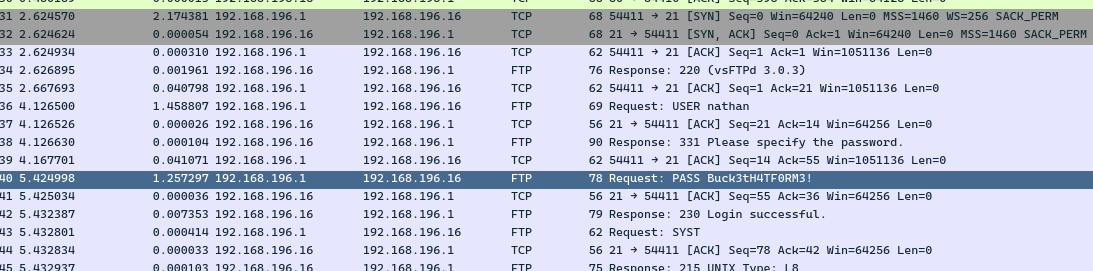 31 2.624570 2.174381 192.168.196.1 192.168.196.16 TCP 68 54411 → 21 [SYN] Seq=0 Win=64240 Len=0 MSS=1460 WS=256 SACK_PERM
32 2.624624 0.000054 192.168.196.16 192.168.196.1 TCP 68 21 → 54411 [SYN, ACK] Seq=0 Ack=1 Win=64240 Len=0 MSS=1460 SACK_PERM
33 2.624934 0.000310 192.168.196.1 192.168.196.16 TCP 62 54411 → 21 [ACK] Seq=1 Ack=1 Win=1051136 Len=0
34 2.626895 0.001961 192.168.196.16 192.168.196.1 FTP 76 Response: 220 (vsFTPd 3.0.3)
35 2.667693 0.040798 192.168.196.1 192.168.196.16 TCP 62 54411 → 21 [ACK] Seq=1 Ack=21 Win=1051136 Len=0
36 4.126500 1.458807 192.168.196.1 192.168.196.16 FTP 69 Request: USER nathan
37 4.126526 0.000026 192.168.196.16 192.168.196.1 TCP 56 21 → 54411 [ACK] Seq=21 Ack=14 Win=64256 Len=0
38 4.126630 0.000104 192.168.196.16 192.168.196.1 FTP 90 Response: 331 Please specify the password.
39 4.167701 0.041071 192.168.196.1 192.168.196.16 TCP 62 54411 → 21 [ACK] Seq=14 Ack=55 Win=1051136 Len=0
40 5.424998 1.257297 192.168.196.1 192.168.196.16 FTP 78 Request: PASS Buck3tH4TF0RM3!
41 5.425034 0.000036 192.168.196.16 192.168.196.1 TCP 56 21 → 54411 [ACK] Seq=55 Ack=36 Win=64256 Len=0
42 5.432387 0.007353 192.168.196.16 192.168.196.1 FTP 79 Response: 230 Login successful.
43 5.432801 0.000414 192.168.196.1 192.168.196.16 FTP 62 Request: SYST
44 5.432834 0.000033 192.168.196.16 192.168.196.1 TCP 56 21 → 54411 [ACK] Seq=78 Ack=42 Win=64256 Len=0
45 5.432937 0.000103 192.168.196.16 192.168.196.1 FTP 75 Response: 215 UNIX Type: L8